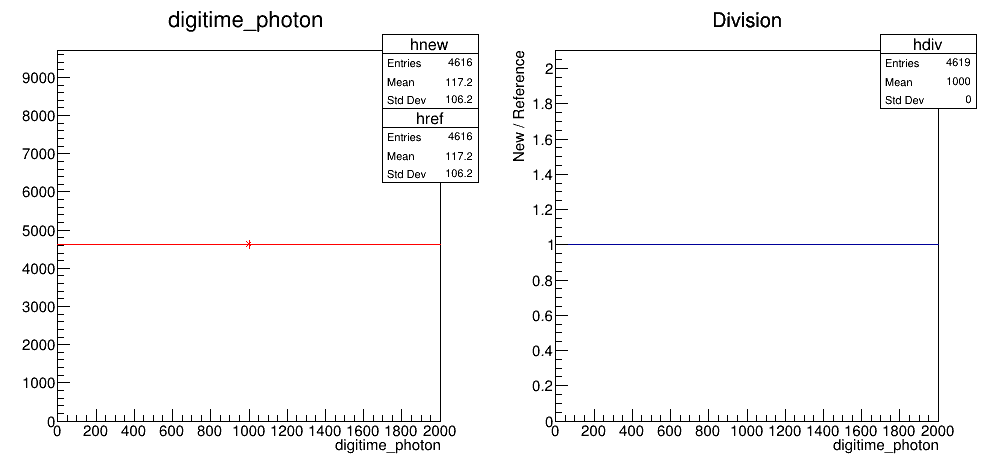 digitime_photon
hnew
Entries 4616
Mean 117.2
Std Dev 106.2
href
Entries 4616
Mean 117.2
Std Dev 106.2
9000
8000
7000
6000
5000
4000
3000
2000
1000
0
0 200 400 600 800 1000 1200 1400 1600 1800 2000
digitime_photon
Division
hdiv
Entries 4619
Mean 1000
Std Dev 0
New / Reference
2
1.8
1.6
1.4
1.2
1
0.8
0.6
0.4
0.2
0
0 200 400 600 800 1000 1200 1400 1600 1800 2000
digitime_photon